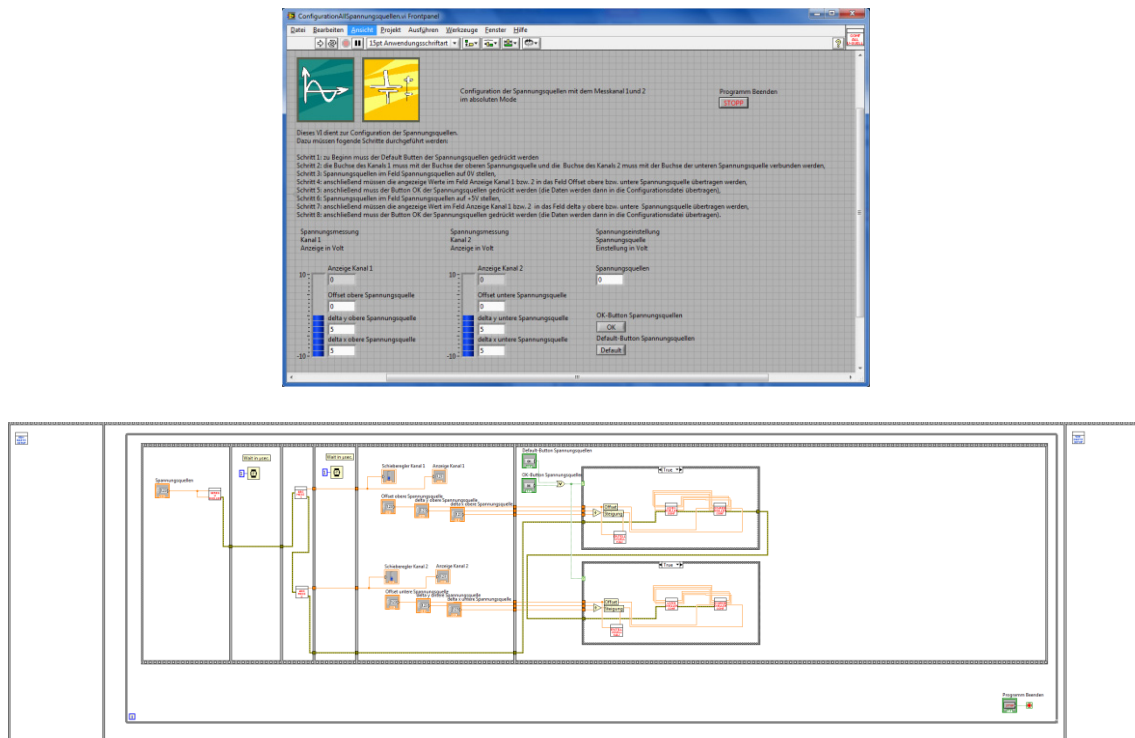 ConfigurationAllSpannungsquellen.vi Frontpanel
Datei Bearbeiten Ansicht Projekt Ausführen Werkzeuge Fenster Hilfe
15pt Anwendungsschriftart
Configuration der Spannungsquellen mit dem Messkanal 1und 2
im absoluten Mode
Programm Beenden
STOPP
Dieses VI dient zur Configuration der Spannungsquellen.
Dazu müssen fogende Schritte durchgeführt werden:
Schritt 1: zu Beginn muss der Default Butten der Spannungsquellen gedrückt werden
Schritt 2: die Buchse des Kanals 1 muss mit der Buchse der oberen Spannungsquelle und die Buchse des Kanals 2 muss mit der Buchse der unteren Spannungsquelle verbunden werden,
Schritt 3: Spannungsquellen im Feld Spannungsquellen auf 0V stellen,
Schritt 4: anschließend müssen die angezeige Werte im Feld Anzeige Kanal 1 bzw. 2 in das Feld Offset obere bzw. untere Spannungsquelle übertragen werden,
Schritt 5: anschließend muss der Button OK der Spannungsquellen gedrückt werden (die Daten werden dann in die Configurationsdatei übertragen),
Schritt 6: Spannungsquellen im Feld Spannungsquellen auf +5V stellen,
Schritt 7: anschließend müssen die angezeige Wert im Feld Anzeige Kanal 1 bzw. 2 in das Feld delta y obere bzw. untere Spannungsquelle übertragen werden,
Schritt 8: anschließend muss der Button OK der Spannungsquellen gedrückt werden (die Daten werden dann in die Configurationsdatei übertragen).
Spannungsmessung
Kanal 1
Anzeige in Volt
Spannungsmessung
Kanal 2
Anzeige in Volt
Spannungseinstellung
Spannungsquelle
Einstellung in Volt
10
Anzeige Kanal 1
0
Offset obere Spannungsquelle
0
delta y obere Spannungsquelle
5
delta x obere Spannungsquelle
5
-10
10
Anzeige Kanal 2
0
Offset untere Spannungsquelle
0
delta y untere Spannungsquelle
5
delta x untere Spannungsquelle
5
-10
Spannungsquellen
0
OK-Button Spannungsquellen
OK
Default-Button Spannungsquellen
Default
Spannungsquellen
Wait in usec.
Wait in usec.
Schieberegler Kanal 1
Anzeige Kanal 1
Offset obere Spannungsquelle
delta y obere Spannungsquelle
delta x obere Spannungsquelle
Schieberegler Kanal 2
Anzeige Kanal 2
Offset untere Spannungsquelle
delta y untere Spannungsquelle
delta x untere Spannungsquelle
Default-Button Spannungsquellen
OK-Button Spannungsquellen
True
Offset
Steigung
True
Offset
Steigung
Programm Beenden